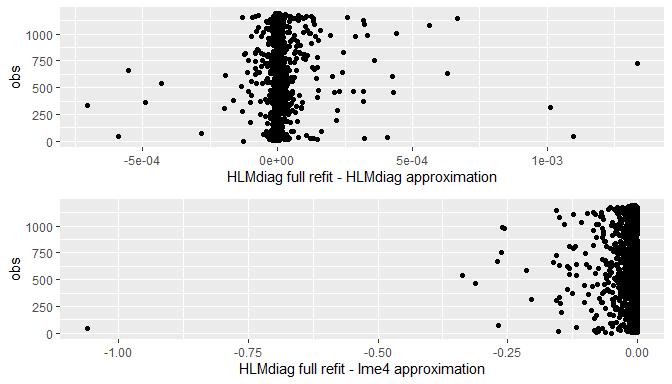 1000
750
500
250
0
obs
-5e-04
0e+00
5e-04
1e-03
HLMdiag full refit - HLMdiag approximation
1000
750
500
250
0
obs
-1.00
-0.75
-0.50
-0.25
0.00
HLMdiag full refit - lme4 approximation